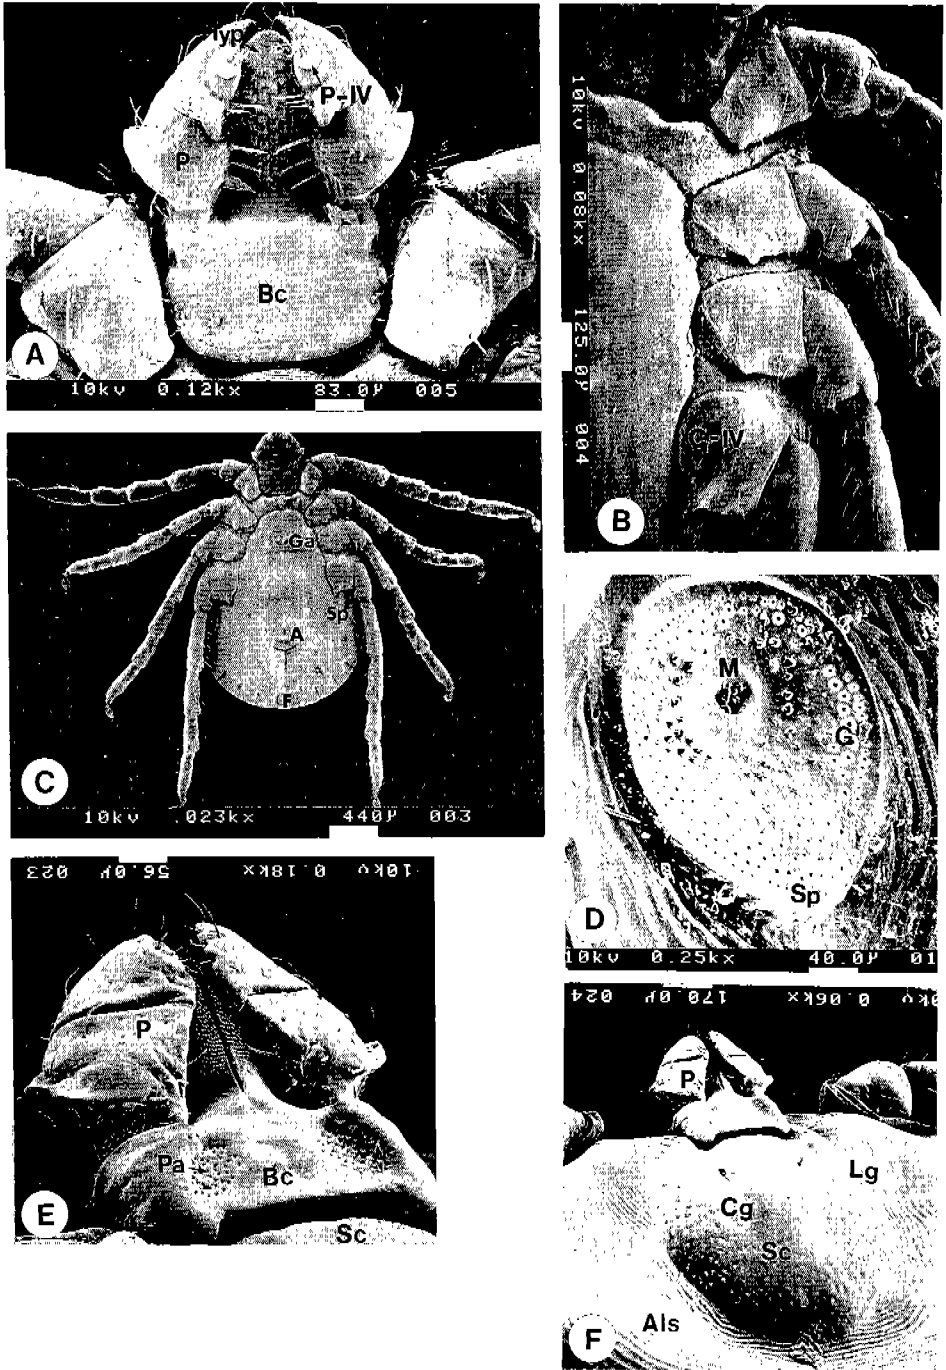 Typ
P-IV
P
Bc
A
10kv 0.12kx 83.0µ 005
10kv 0.08kx 125.0µ 004
C-IV
B
Ga
Sp
A
F
C
10kv .023kx 440µ 003
M
G
Sp
D
10kv 0.25kx 40.0µ 01
10kv 0.18kx 56.0µ 023
P
Pa
Bc
E
Sc
0kv 0.06kx 170.0µ 024
P
Lg
Cg
Sc
Als
F